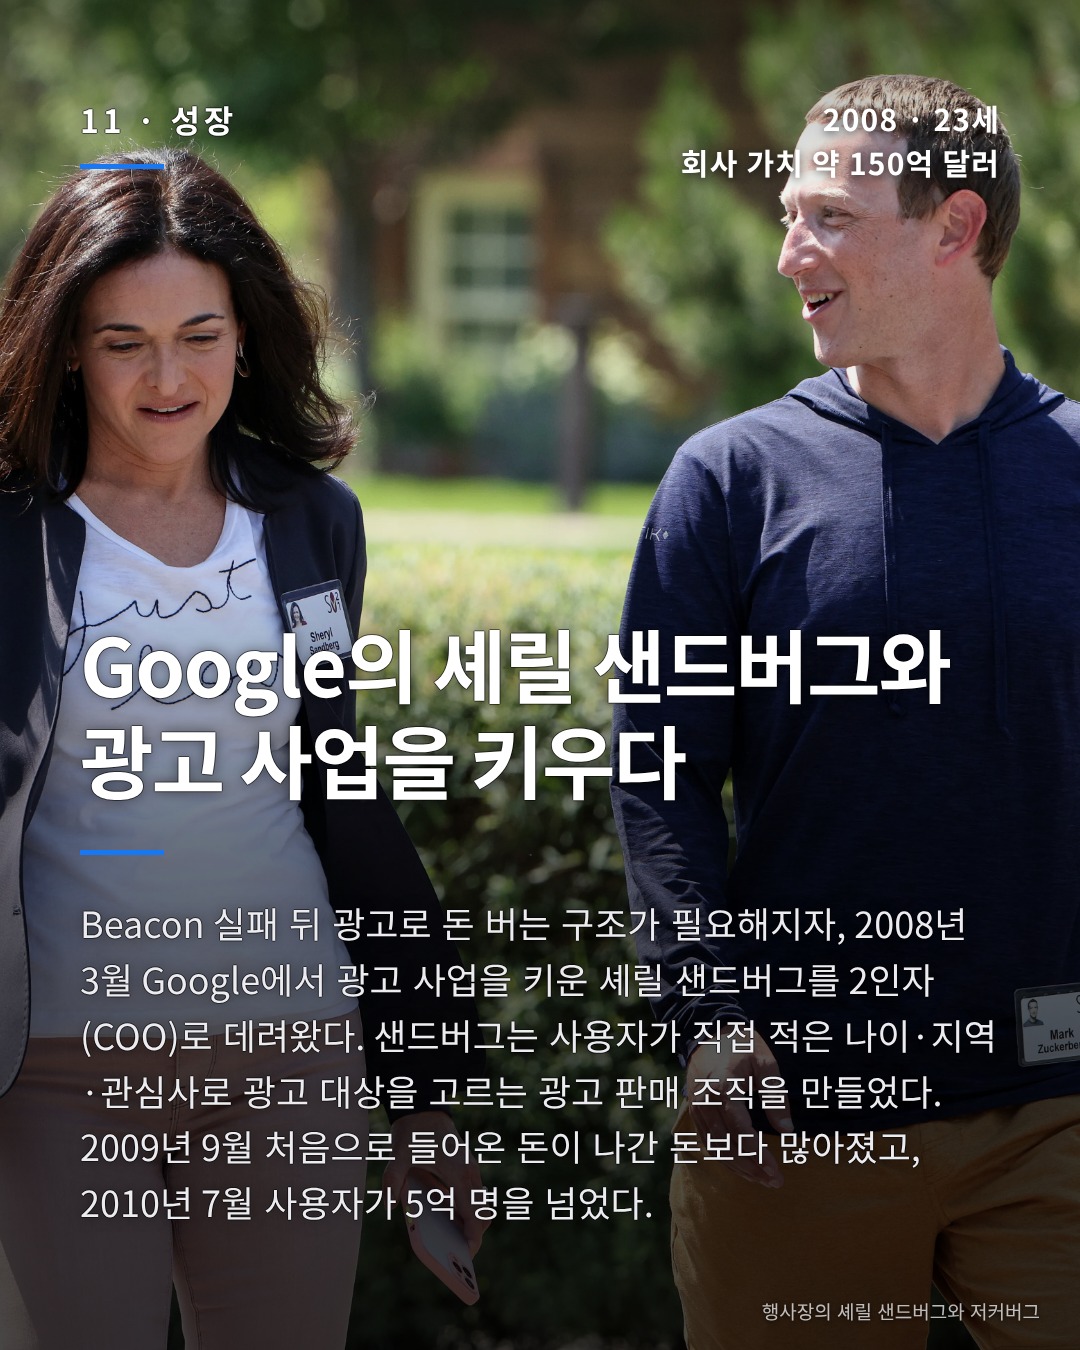 11 · 성장
2008 · 23세
회사 가치 약 150억 달러
Just
Sheryl
Sandberg
Google의 셰릴 샌드버그와
광고 사업을 키우다
Beacon 실패 뒤 광고로 돈 버는 구조가 필요해지자, 2008년
3월 Google에서 광고 사업을 키운 셰릴 샌드버그를 2인자
(COO)로 데려왔다. 샌드버그는 사용자가 직접 적은 나이·지역
·관심사로 광고 대상을 고르는 광고 판매 조직을 만들었다.
2009년 9월 처음으로 들어온 돈이 나간 돈보다 많아졌고,
2010년 7월 사용자가 5억 명을 넘었다.
Mark
Zuckerber
행사장의 셰릴 샌드버그와 저커버그